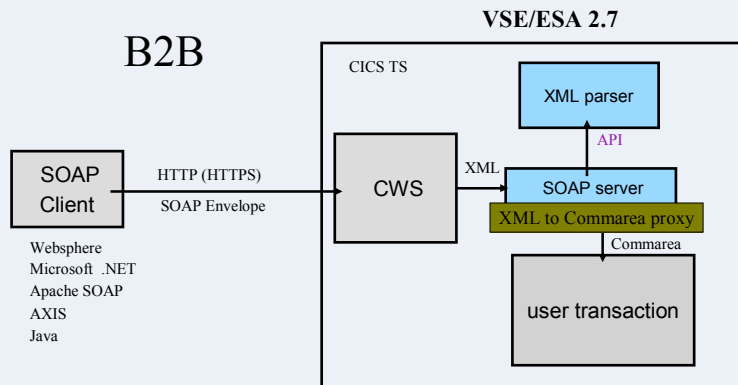 VSE/ESA 2.7
B2B
CICS TS
XML parser
API
SOAP
Client
HTTP (HTTPS)
SOAP Envelope
CWS
XML
SOAP server
XML to Commarea proxy
Commarea
user transaction
Websphere
Microsoft .NET
Apache SOAP
AXIS
Java